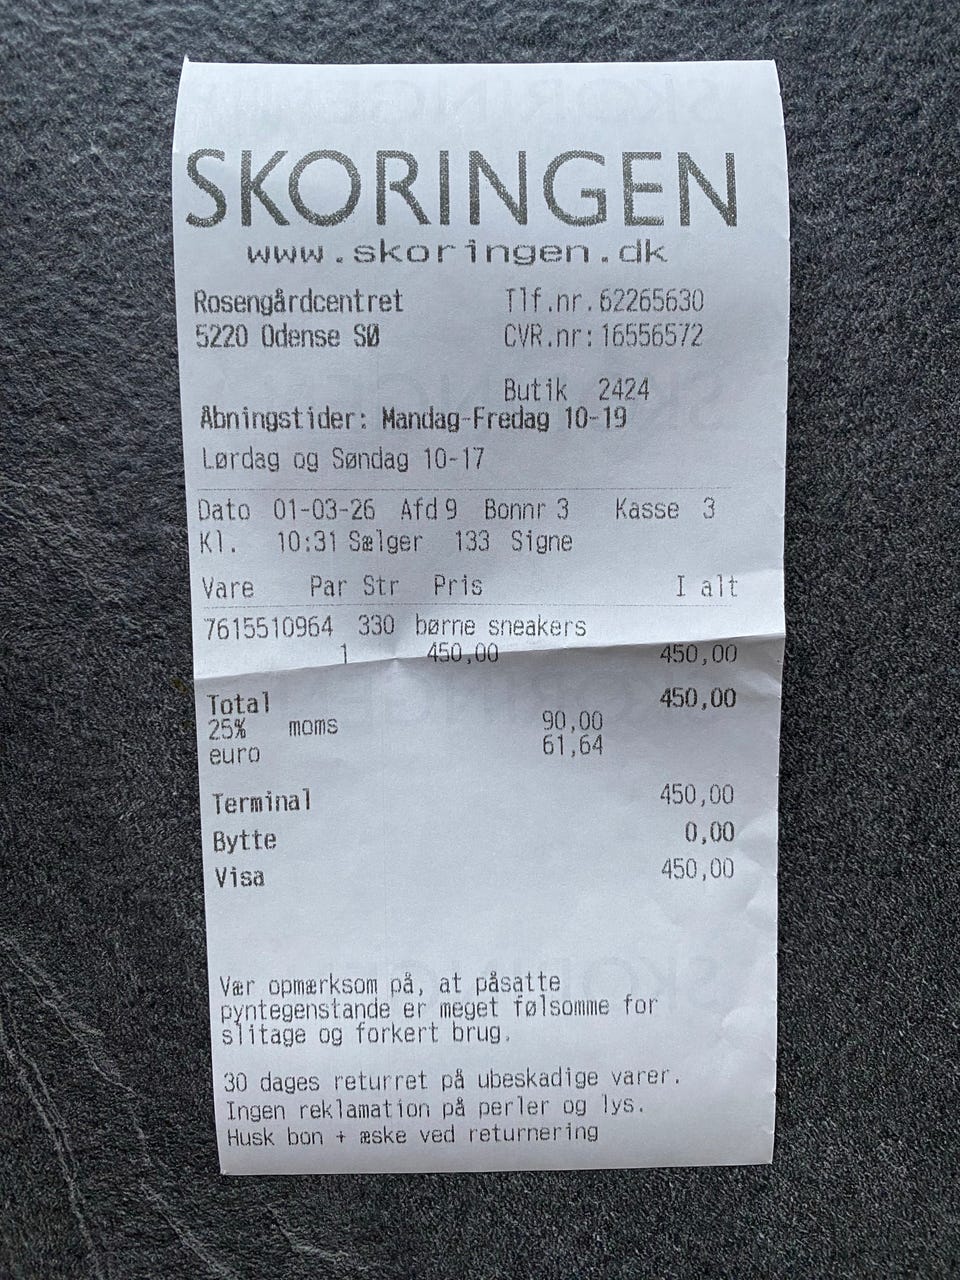 SKORINGEN
www.skoringen.dk
Rosengårdcentret Tlf.nr.62265630
5220 Odense SØ CVR.nr:16556572
Butik 2424
Åbningstider: Mandag-Fredag 10-19
Lørdag og Søndag 10-17
Dato 01-03-26 Afd 9 Bonnr 3 Kasse 3
Kl. 10:31 Sælger 133 Signe
Vare Par Str Pris I alt
7615510964 330 børne sneakers
1 450,00 450,00
Total 450,00
25% moms 90,00
euro 61,64
Terminal 450,00
Bytte 0,00
Visa 450,00
Vær opmærksom på, at påsatte
pyntegenstande er meget følsomme for
slitage og forkert brug.
30 dages returret på ubeskadige varer.
Ingen reklamation på perler og lys.
Husk bon + æske ved returnering